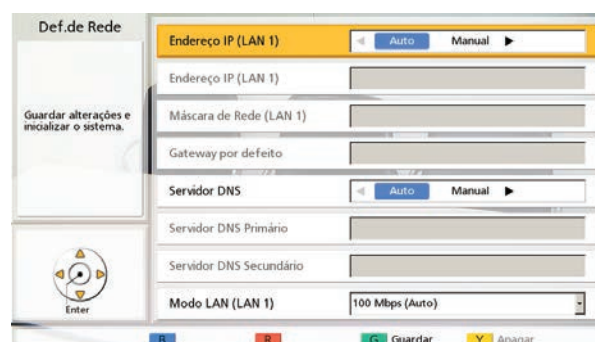 Def.de Rede
Guardar alterações e
inicializar o sistema.
Enter
Endereço IP (LAN 1) Auto Manual
Endereço IP (LAN 1)
Máscara de Rede (LAN 1)
Gateway por defeito
Servidor DNS Auto Manual
Servidor DNS Primário
Servidor DNS Secundário
Modo LAN (LAN 1) 100 Mbps (Auto)
B R G Guardar Y Apagar